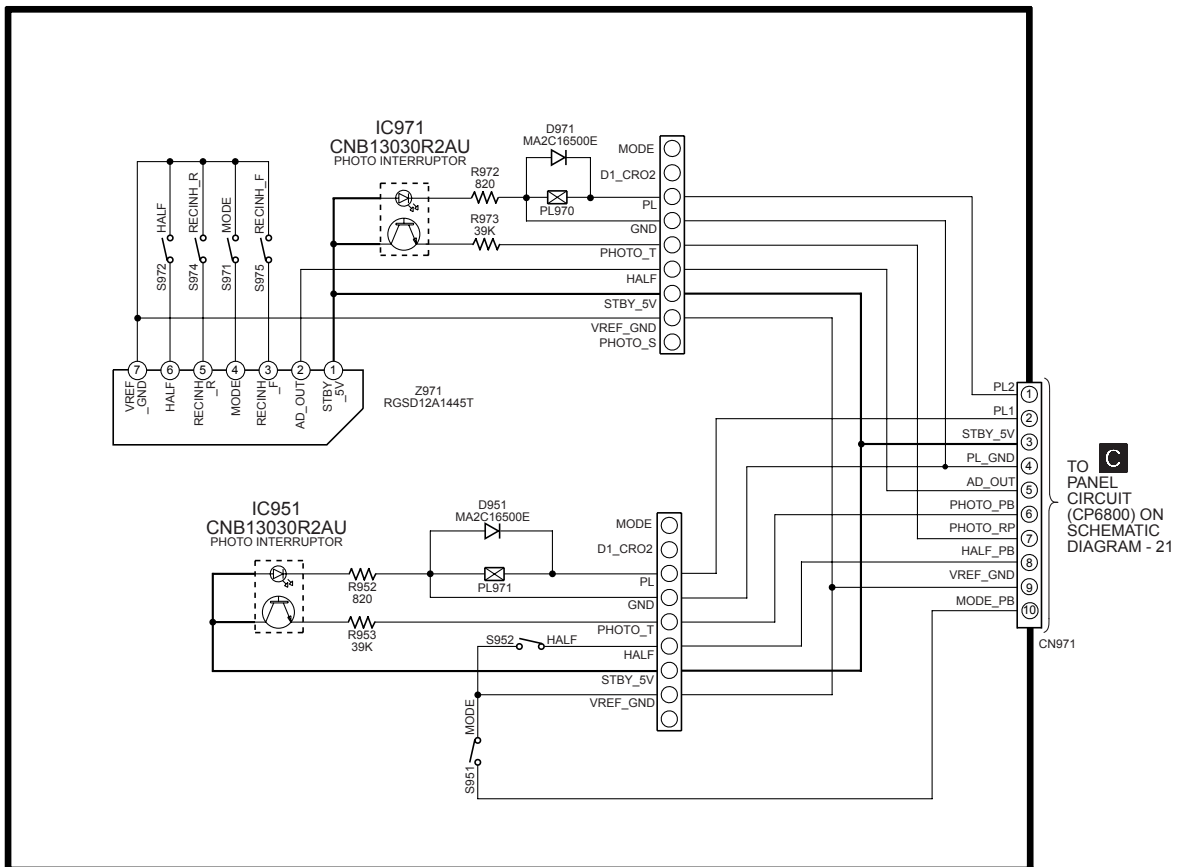 IC971
CNB13030R2AU
PHOTO INTERRUPTOR
D971
MA2C16500E
R972
820
PL970
R973
39K
MODE
D1_CRO2
PL
GND
PHOTO_T
HALF
STBY_5V
VREF_GND
PHOTO_S
HALF
RECINH_R
MODE
RECINH_F
S972
S974
S971
S975
7
6
5
4
3
2
1
VREF
_GND
HALF
RECINH
_R
MODE
RECINH
_F
AD_OUT
STBY
_5V
Z971
RGSD12A1445T
PL2
1
PL1
2
STBY_5V
3
PL_GND
4
AD_OUT
5
PHOTO_PB
6
PHOTO_RP
7
HALF_PB
8
VREF_GND
9
MODE_PB
10
CN971
TO C
PANEL
CIRCUIT
(CP6800) ON
SCHEMATIC
DIAGRAM - 21
IC951
CNB13030R2AU
PHOTO INTERRUPTOR
D951
MA2C16500E
R952
820
PL971
R953
39K
MODE
D1_CRO2
PL
GND
PHOTO_T
HALF
STBY_5V
VREF_GND
S952
HALF
MODE
S951